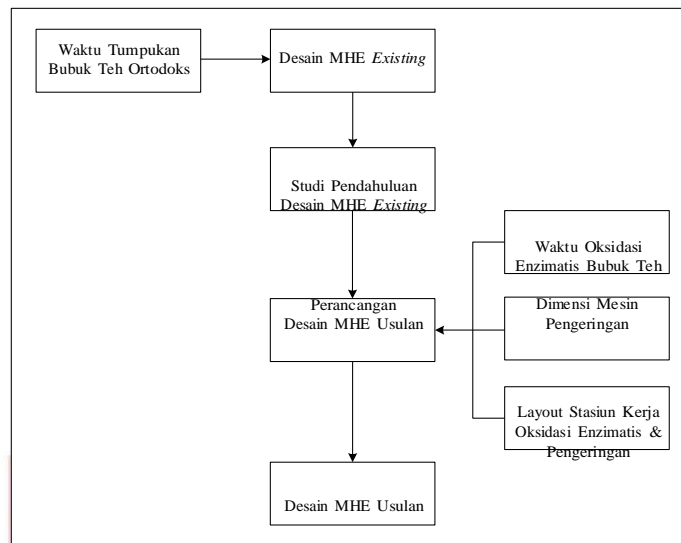 Waktu Tumpukan
Bubuk Teh Ortodoks
Desain MHE Existing
Studi Pendahuluan
Desain MHE Existing
Perancangan
Desain MHE Usulan
Waktu Oksidasi
Enzimatis Bubuk Teh
Dimensi Mesin
Pengeringan
Layout Stasiun Kerja
Oksidasi Enzimatis &
Pengeringan
Desain MHE Usulan